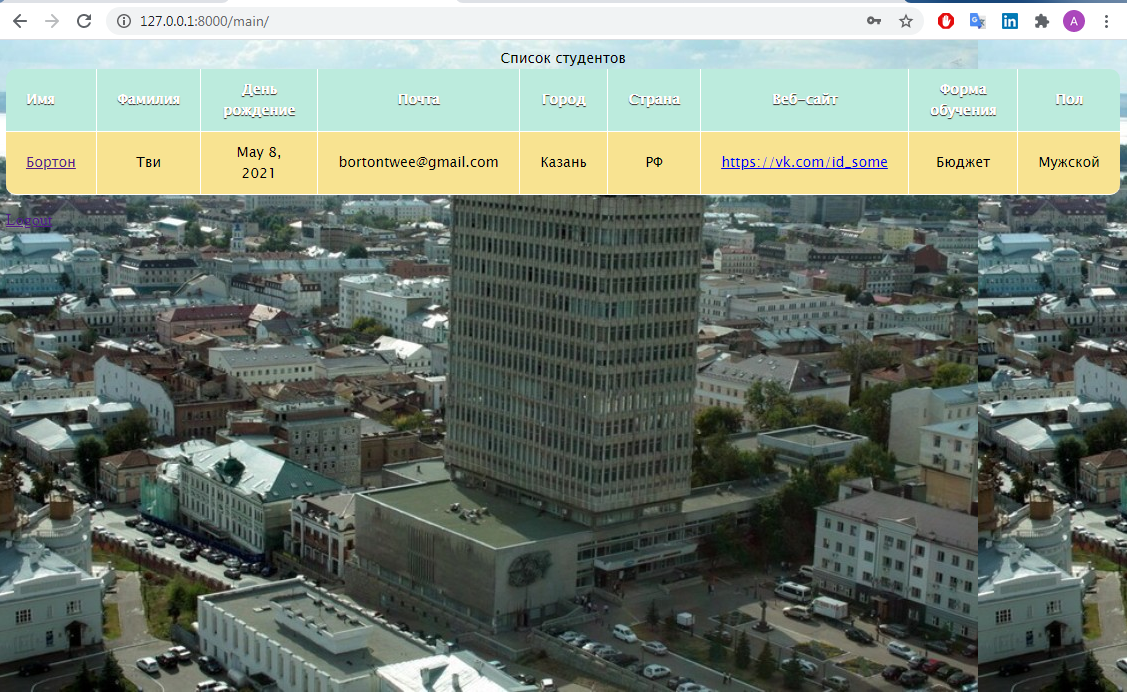 127.0.0.1:8000/main/
A
Список студентов
Имя Фамилия День рождение Почта Город Страна Веб-сайт Форма обучения Пол
Бортон Тви May 8, 2021 bortontwee@gmail.com Казань РФ https://vk.com/id_some Бюджет Мужской
Logout